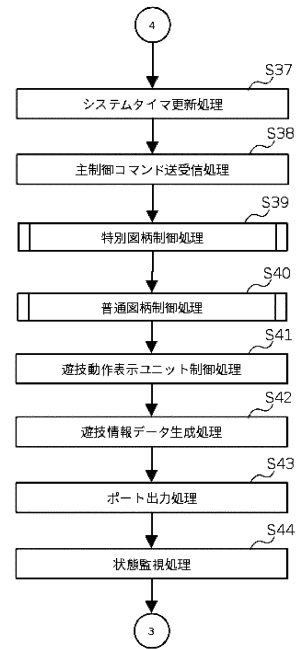 4
S37
システムタイマ更新処理
S38
主制御コマンド送受信処理
S39
特別図柄制御処理
S40
普通図柄制御処理
S41
遊技動作表示ユニット制御処理
S42
遊技情報データ生成処理
S43
ポート出力処理
S44
状態監視処理
3